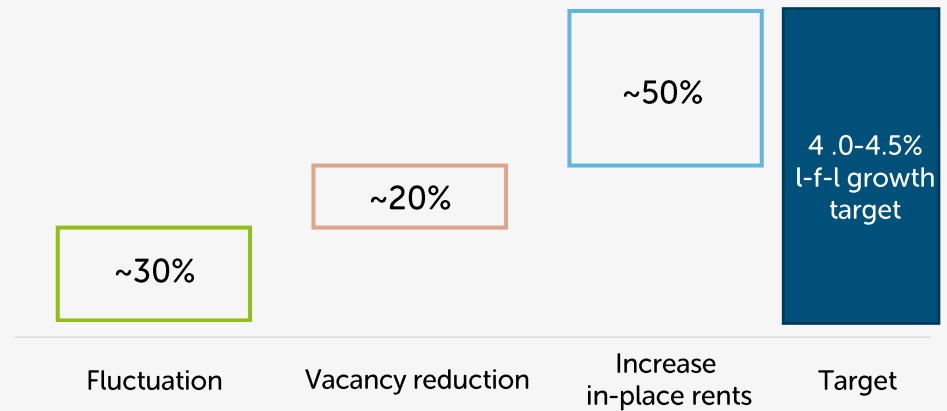 ~50%
4 .0-4.5%
l-f-l growth
target
~20%
~30%
Fluctuation
Vacancy reduction
Increase
in-place rents
Target